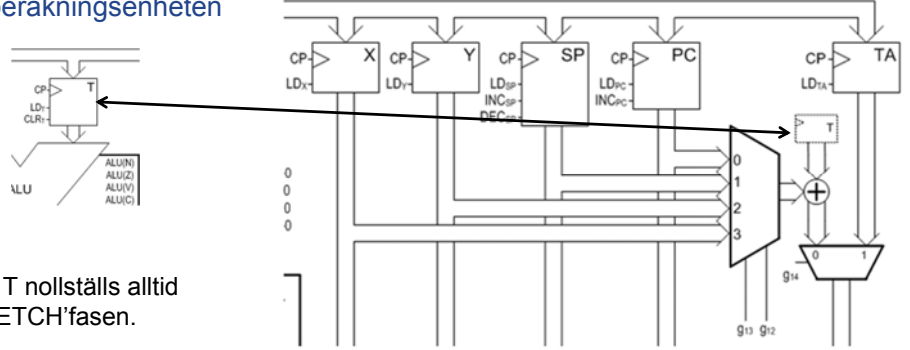 beräkningsenheten
CP
T
LDT
CLRT
ALU(N)
ALU(Z)
ALU(V)
ALU(C)
ALU
T nollställs alltid
ETCH'fasen.
CP
X
LDX
CP
Y
LDY
CP
SP
LDSP
INCSP
DECSP
CP
PC
LDPC
INCPC
CP
TA
LDTA
T
0
1
2
3
+
0
0
0
0
0 1
g14
g13 g12